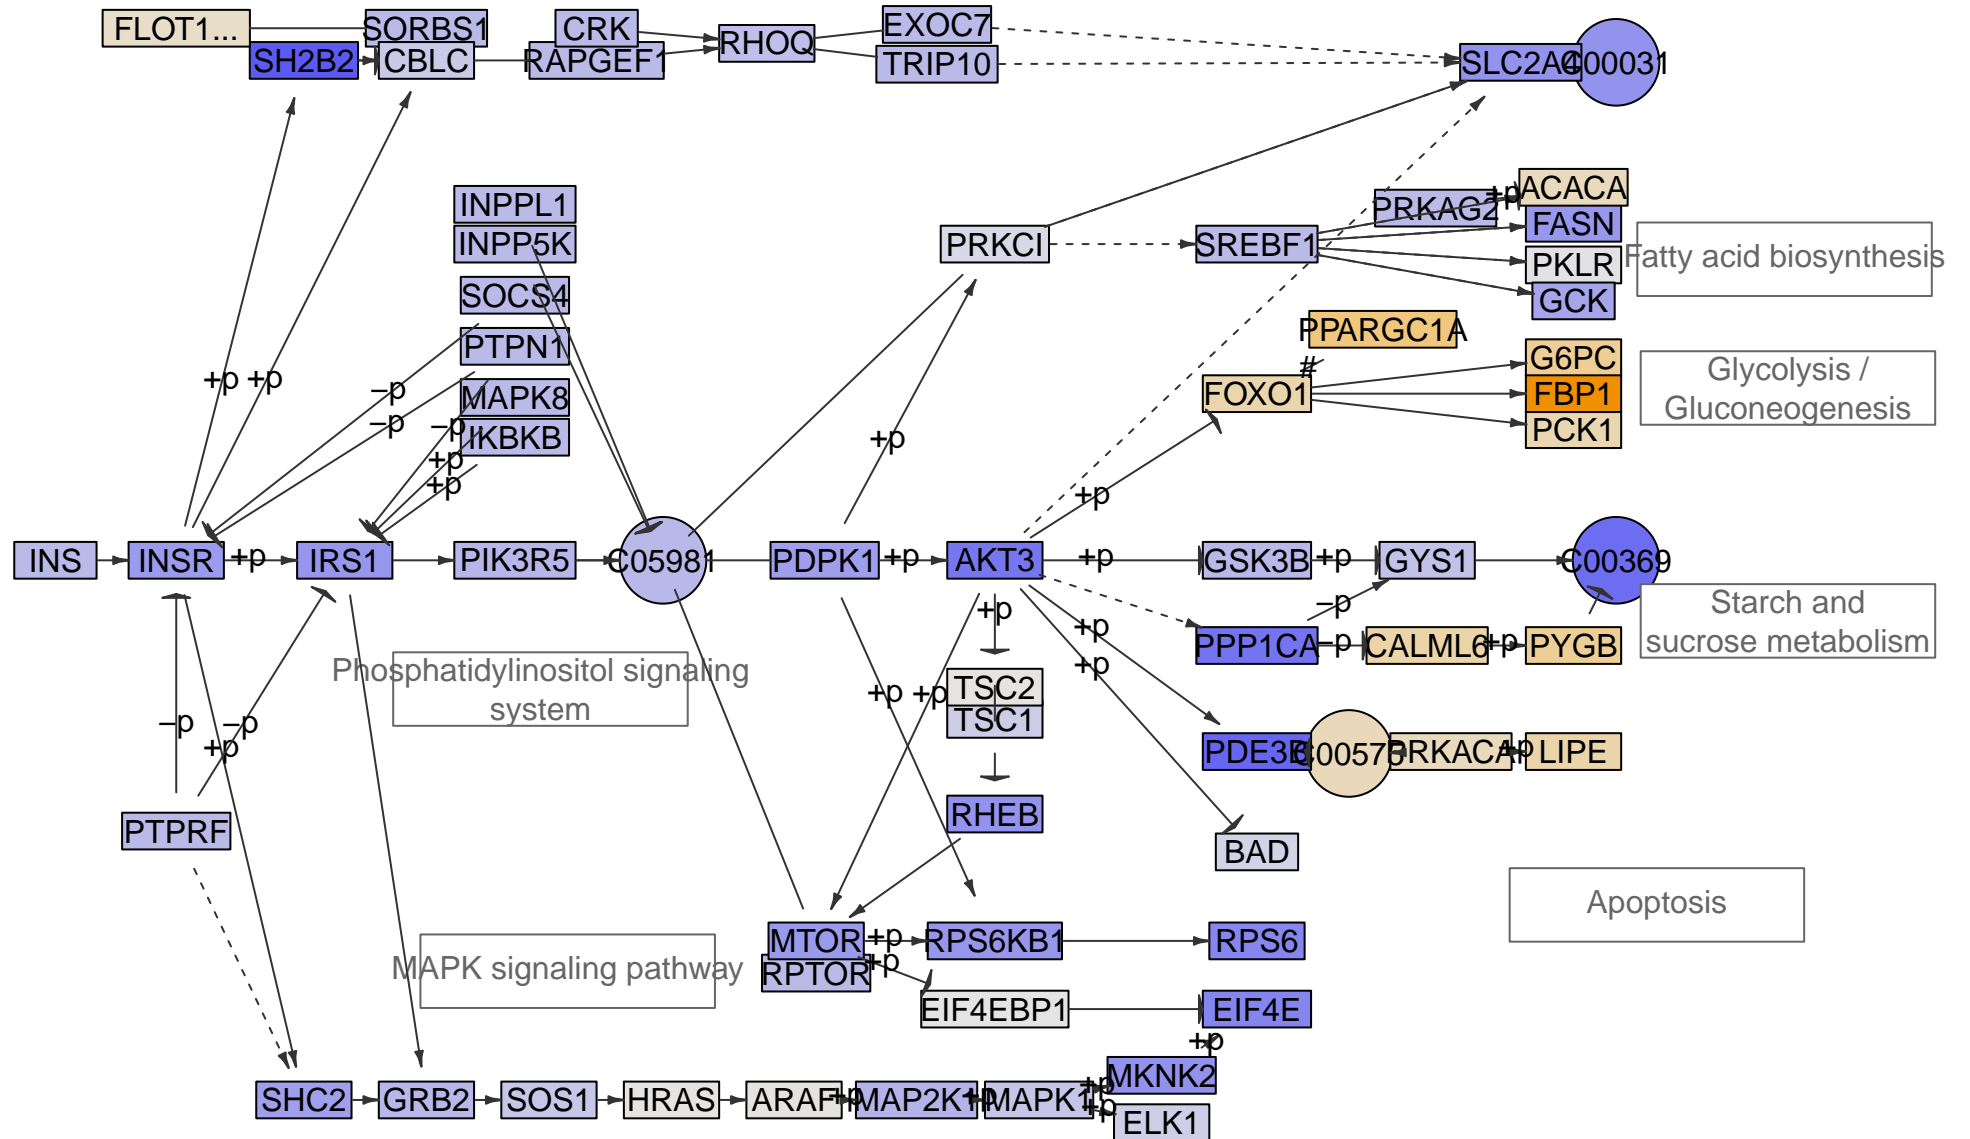 FLOT1...
SORBS1
CRK
EXOC7
SH2B2
CBLC
RAPGEF1
RHOQ
TRIP10
SLC2A4
C00031
INPPL1
INPP5K
SOCS4
PTPN1
MAPK8
IKBKB
PRKCI
SREBF1
PRKAG2
+p
ACACA
FASN
PKLR
GCK
Fatty acid biosynthesis
PPARGC1A
#
FOXO1
G6PC
FBP1
PCK1
Glycolysis /
Gluconeogenesis
+p
+p
–p
–p
–p
+p
+p
+p
+p
INS
INSR
+p
IRS1
PIK3R5
C05981
PDPK1
+p
AKT3
+p
GSK3B
+p
GYS1
C00369
+p
+p
+p
–p
PPP1CA
–p
CALML6
+p
PYGB
Starch and
sucrose metabolism
Phosphatidylinositol signaling
system
+p
+p
TSC2
TSC1
–p
+p
–p
PDE3B
C00575
PRKACA
+p
LIPE
PTPRF
RHEB
BAD
Apoptosis
MTOR
+p
RPS6KB1
RPS6
RPTOR
+p
MAPK signaling pathway
EIF4EBP1
EIF4E
+p
SHC2
GRB2
SOS1
HRAS
ARAF
+p
MAP2K1
+p
MAPK1
+p
+p
MKNK2
ELK1